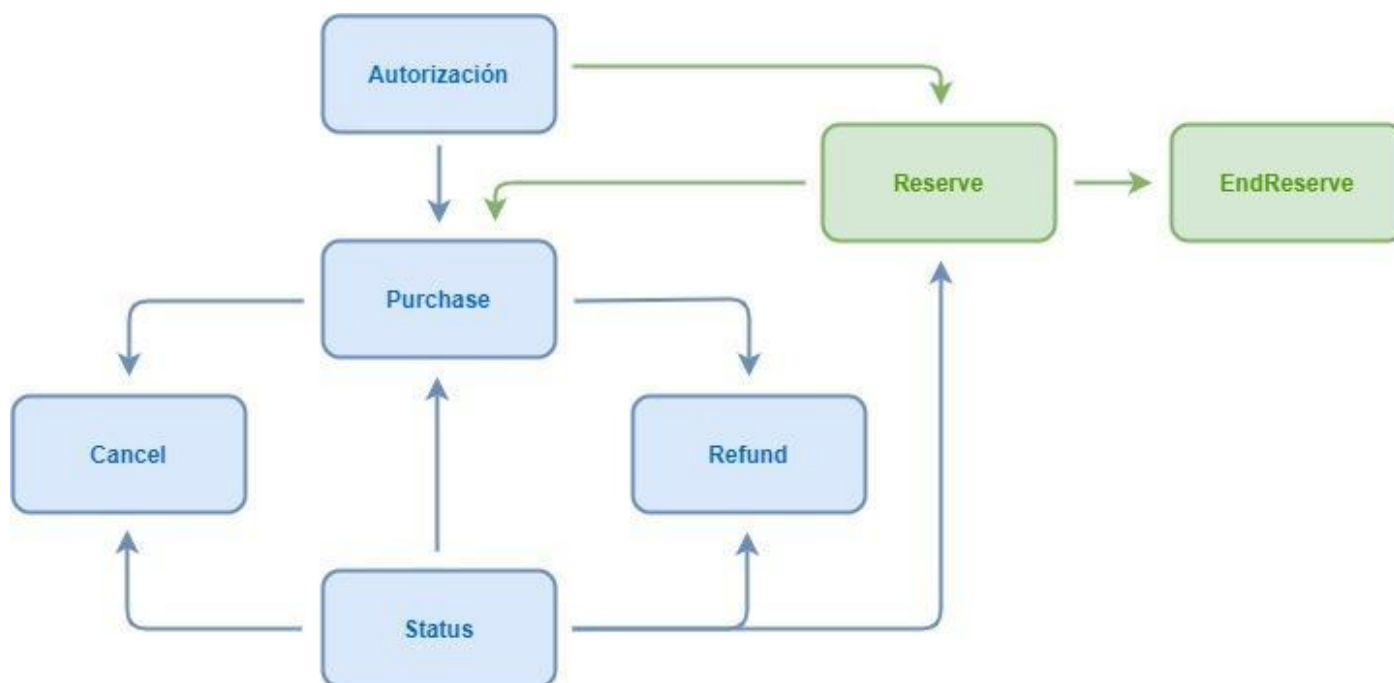 Autorización
Reserve
EndReserve
Purchase
Cancel
Refund
Status